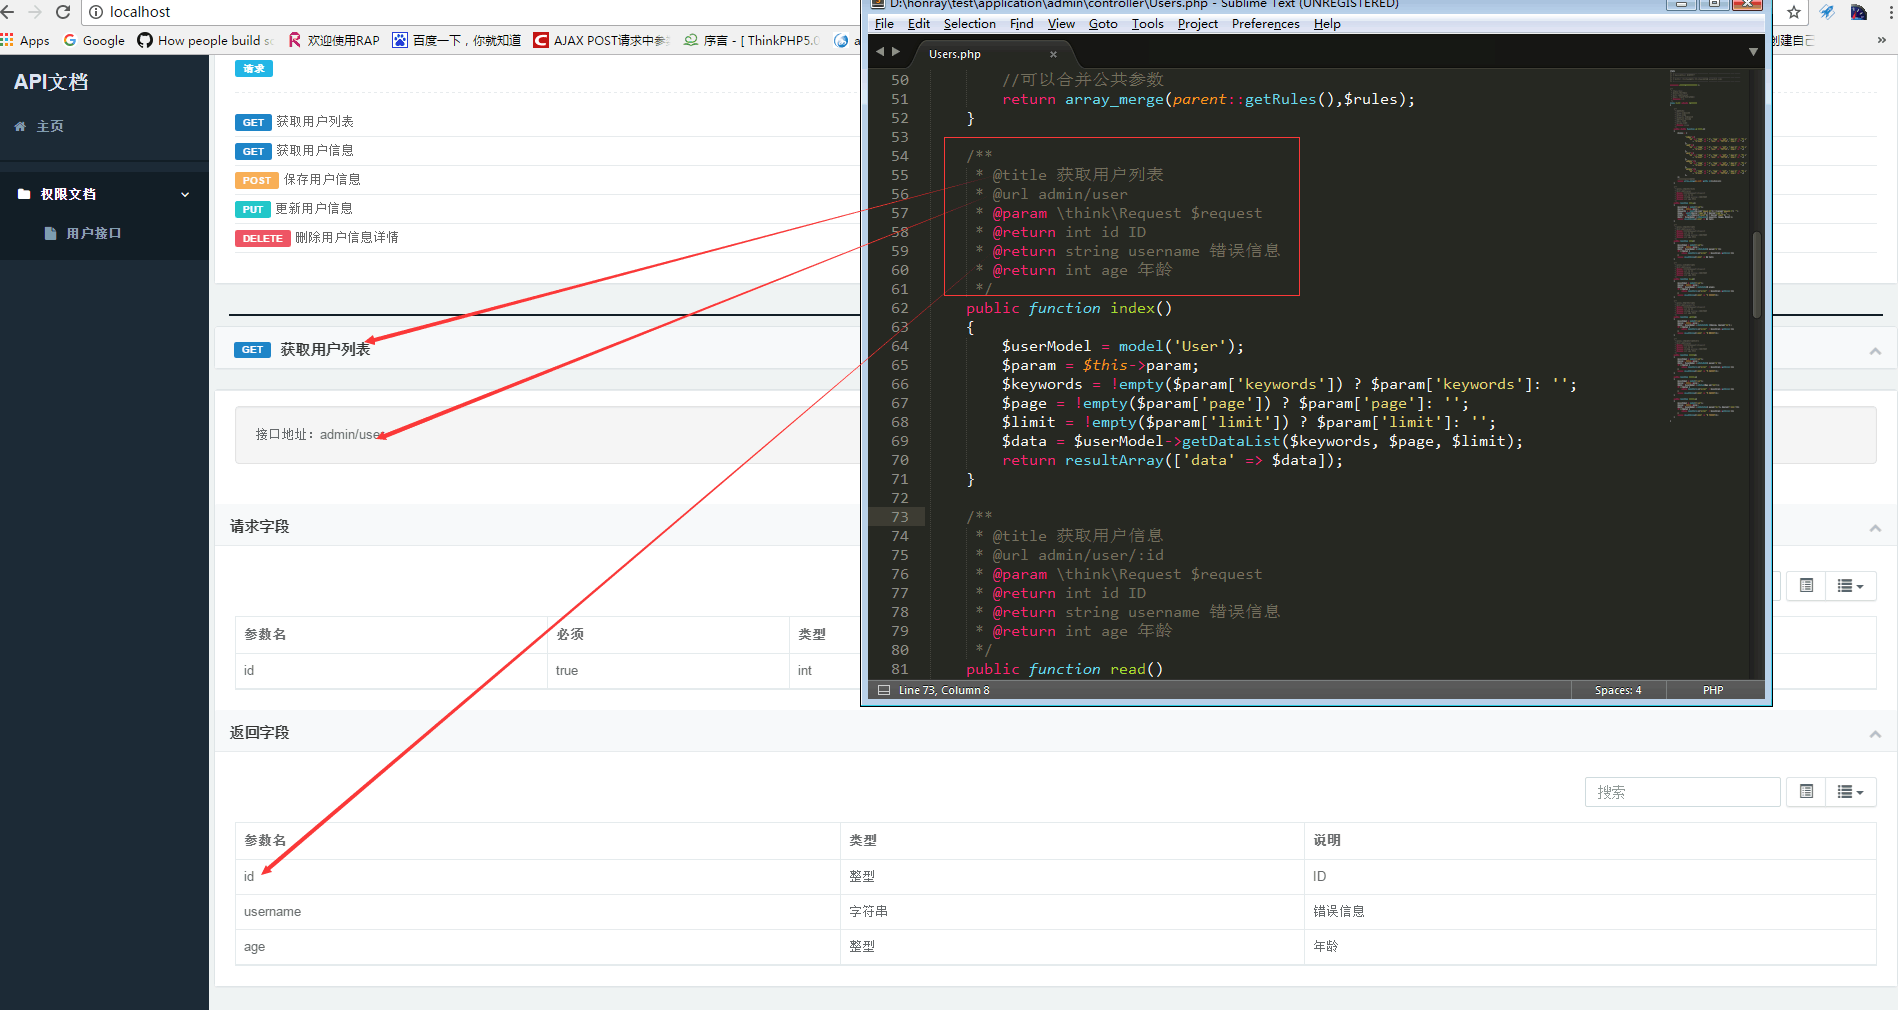 localhost
Apps Google How people build 欢迎使用RAP 百度一下，你就知道 AJAX POST请求中参 序言 - [ ThinkPHP5.0
创建自己 »
API文档
主页
权限文档
用户接口
请求
GET 获取用户列表
GET 获取用户信息
POST 保存用户信息
PUT 更新用户信息
DELETE 删除用户信息详情
GET 获取用户列表
接口地址：admin/user
请求字段
参数名 必须 类型
id true int
返回字段
搜索
参数名 类型 说明
id 整型 ID
username 字符串 错误信息
age 整型 年龄
D:\honray\test\application\admin\controller\Users.php - Sublime Text (UNREGISTERED)
File Edit Selection Find View Goto Tools Project Preferences Help
Users.php
50 //可以合并公共参数
51 return array_merge(parent::getRules(),$rules);
52 }
53
54 /**
55 * @title 获取用户列表
56 * @url admin/user
57 * @param \think\Request $request
58 * @return int id ID
59 * @return string username 错误信息
60 * @return int age 年龄
61 */
62 public function index()
63 {
64 $userModel = model('User');
65 $param = $this->param;
66 $keywords = !empty($param['keywords']) ? $param['keywords']: '';
67 $page = !empty($param['page']) ? $param['page']: '';
68 $limit = !empty($param['limit']) ? $param['limit']: '';
69 $data = $userModel->getDataList($keywords, $page, $limit);
70 return resultArray(['data' => $data]);
71 }
72
73 /**
74 * @title 获取用户信息
75 * @url admin/user/:id
76 * @param \think\Request $request
77 * @return int id ID
78 * @return string username 错误信息
79 * @return int age 年龄
80 */
81 public function read()
Line 73, Column 8 Spaces: 4 PHP